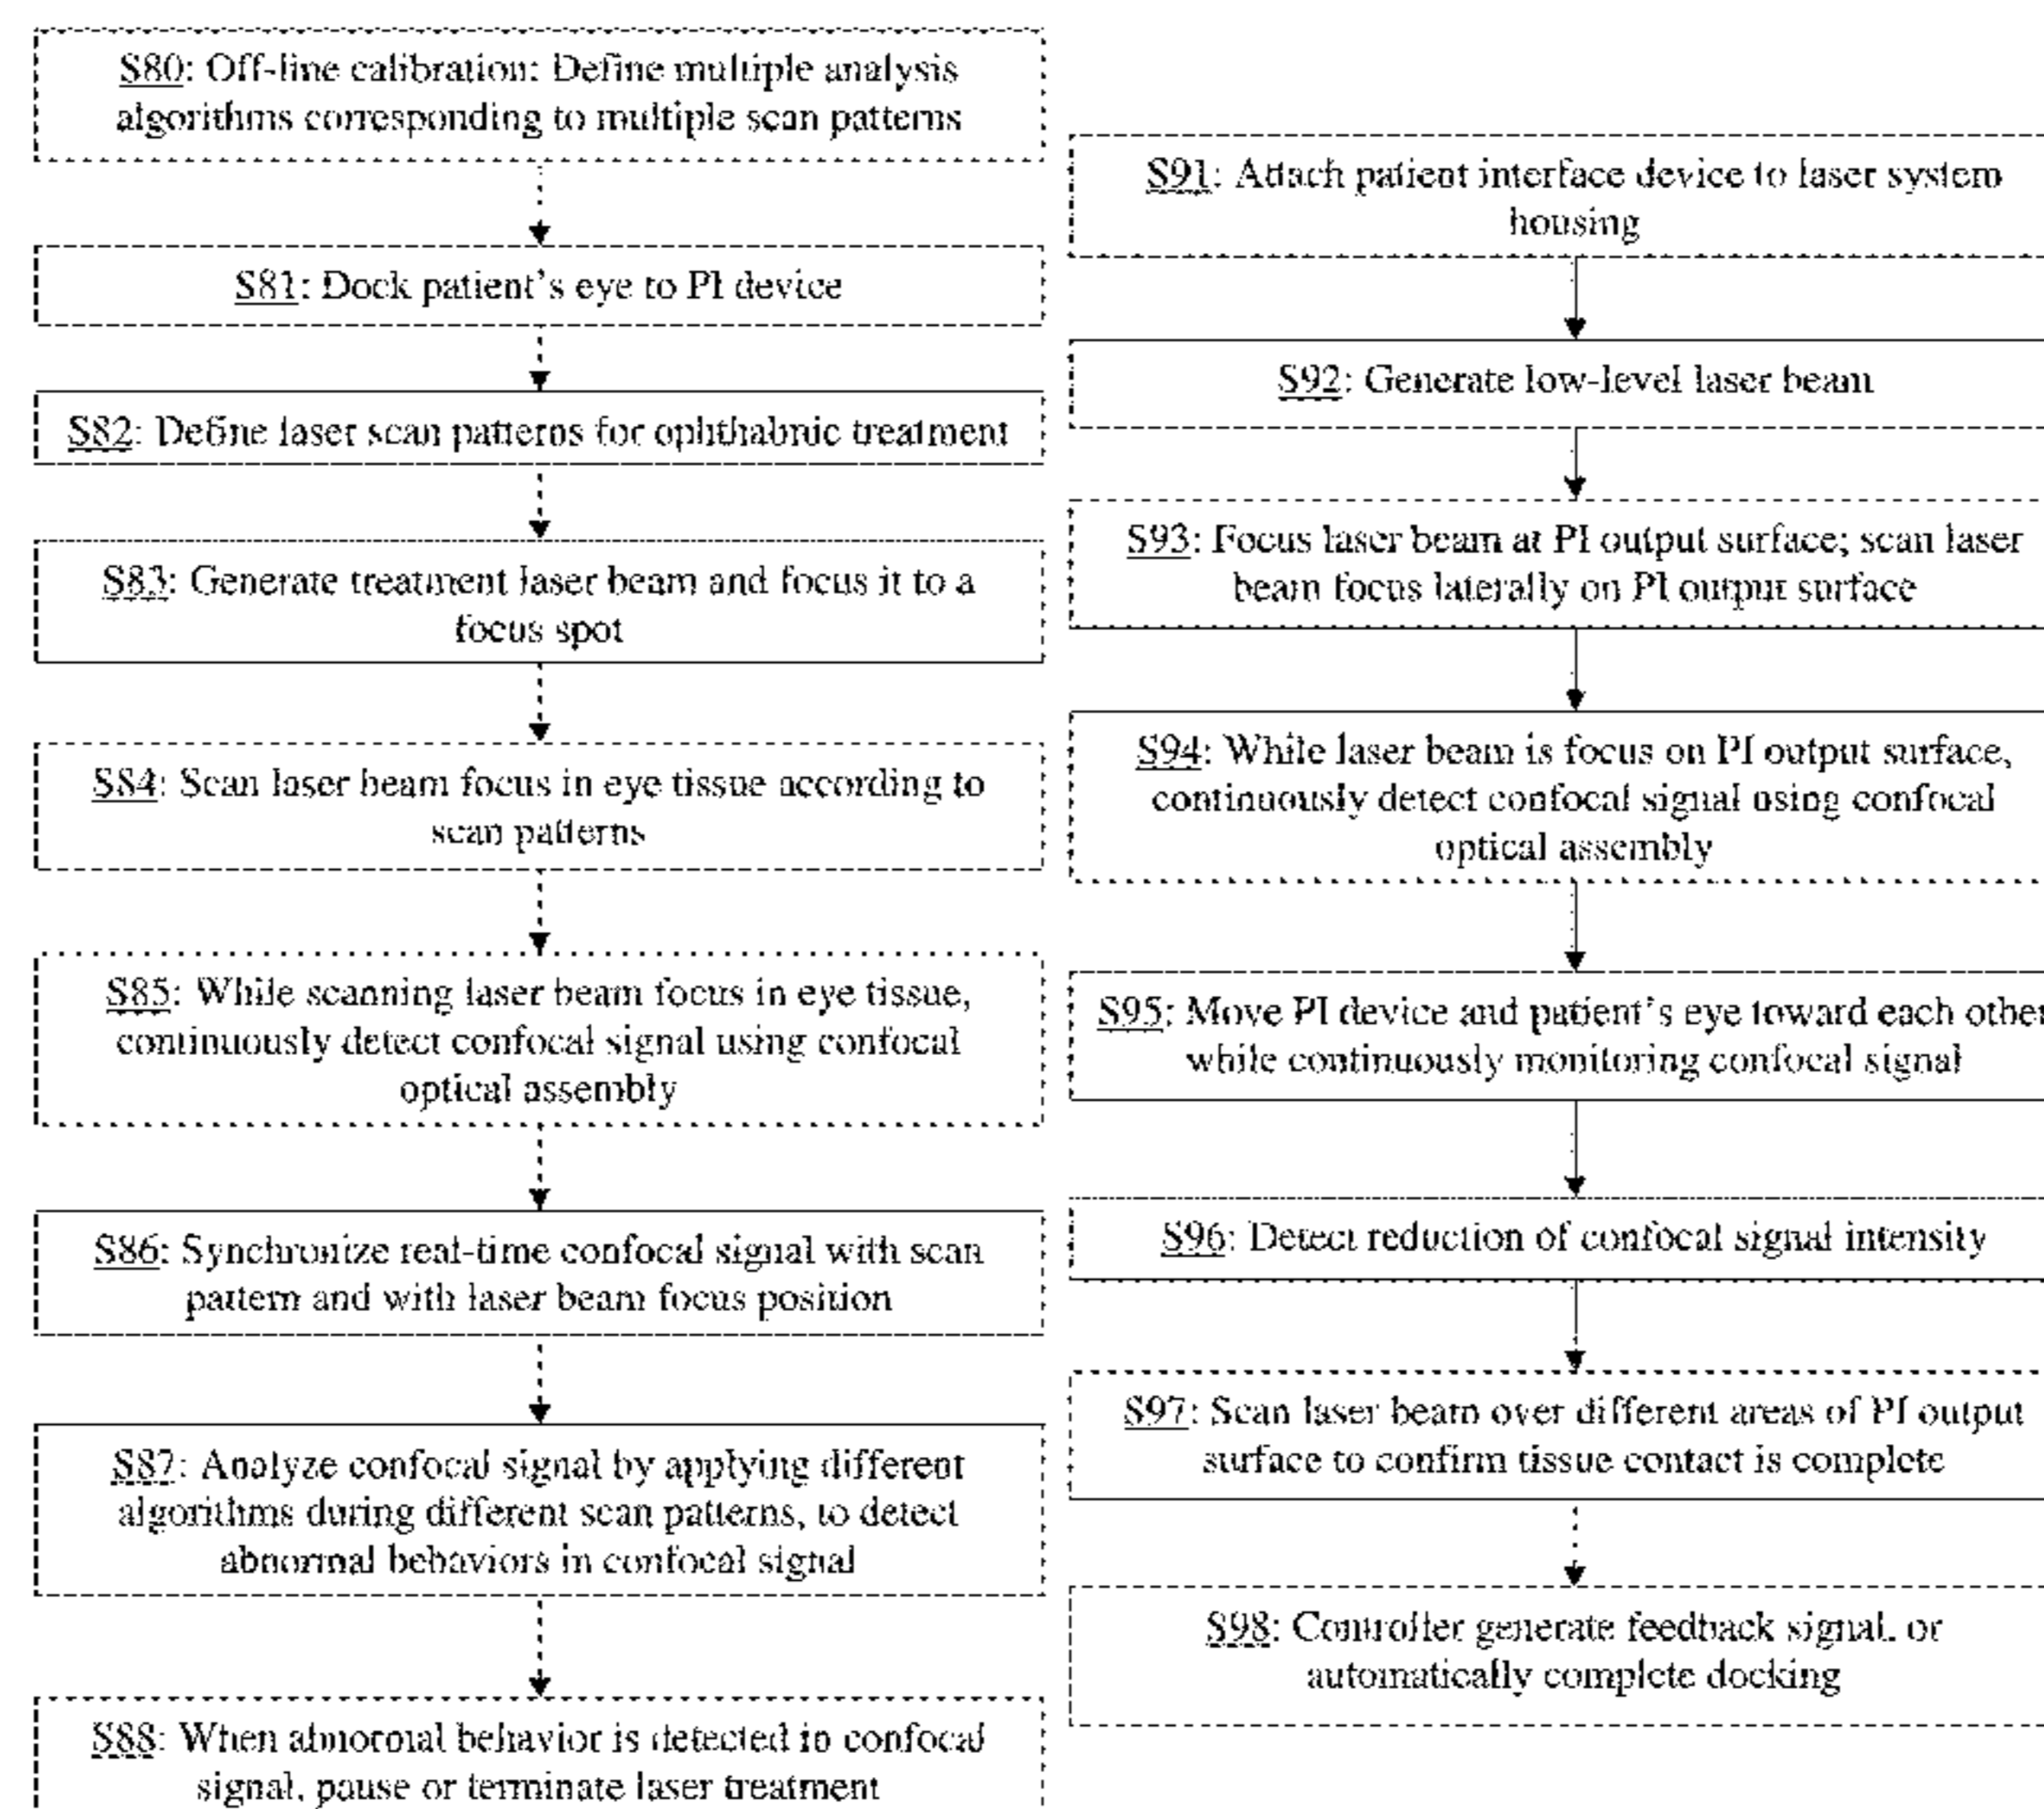 S80: Off-line calibration: Define multiple analysis
algorithms corresponding to multiple scan patterns
S81: Dock patient's eye to PI device
S82: Define laser scan patterns for ophthalmic treatment
S83: Generate treatment laser beam and focus it to a
focus spot
S84: Scan laser beam focus in eye tissue according to
scan patterns
S85: While scanning laser beam focus in eye tissue,
continuously detect confocal signal using confocal
optical assembly
S86: Synchronize real-time confocal signal with scan
pattern and with laser beam focus position
S87: Analyze confocal signal by applying different
algorithms during different scan patterns, to detect
abnormal behaviors in confocal signal
S88: When abnormal behavior is detected in confocal
signal, pause or terminate laser treatment
S91: Attach patient interface device to laser system
housing
S92: Generate low-level laser beam
S93: Focus laser beam at PI output surface; scan laser
beam focus laterally on PI output surface
S94: While laser beam is focus on PI output surface,
continuously detect confocal signal using confocal
optical assembly
S95: Move PI device and patient's eye toward each other
while continuously monitoring confocal signal
S96: Detect reduction of confocal signal intensity
S97: Scan laser beam over different areas of PI output
surface to confirm tissue contact is complete
S98: Controller generate feedback signal, or
automatically complete docking